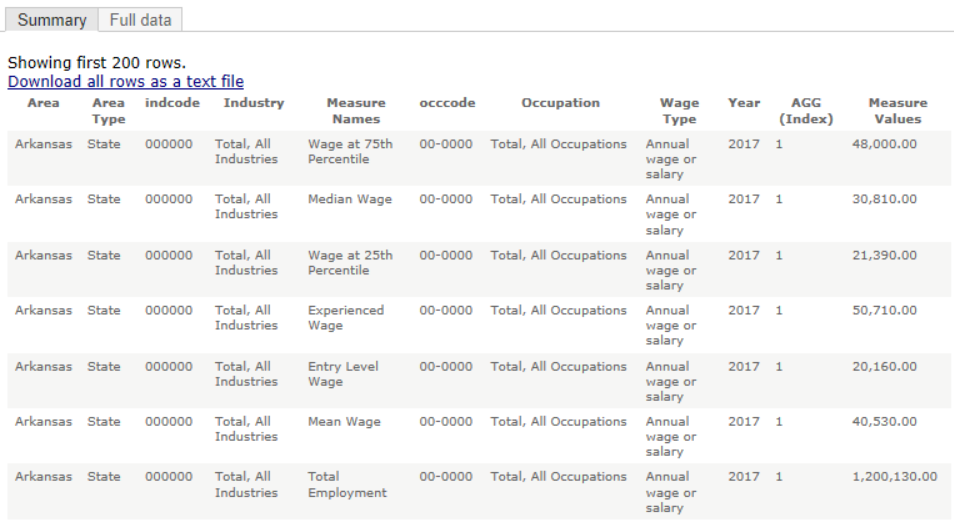 Summary Full data
Showing first 200 rows.
Download all rows as a text file
Area Area Type indcode Industry Measure Names occcode Occupation Wage Type Year AGG (Index) Measure Values
Arkansas State 000000 Total, All Industries Wage at 75th Percentile 00-0000 Total, All Occupations Annual wage or salary 2017 1 48,000.00
Arkansas State 000000 Total, All Industries Median Wage 00-0000 Total, All Occupations Annual wage or salary 2017 1 30,810.00
Arkansas State 000000 Total, All Industries Wage at 25th Percentile 00-0000 Total, All Occupations Annual wage or salary 2017 1 21,390.00
Arkansas State 000000 Total, All Industries Experienced Wage 00-0000 Total, All Occupations Annual wage or salary 2017 1 50,710.00
Arkansas State 000000 Total, All Industries Entry Level Wage 00-0000 Total, All Occupations Annual wage or salary 2017 1 20,160.00
Arkansas State 000000 Total, All Industries Mean Wage 00-0000 Total, All Occupations Annual wage or salary 2017 1 40,530.00
Arkansas State 000000 Total, All Industries Total Employment 00-0000 Total, All Occupations Annual wage or salary 2017 1 1,200,130.00